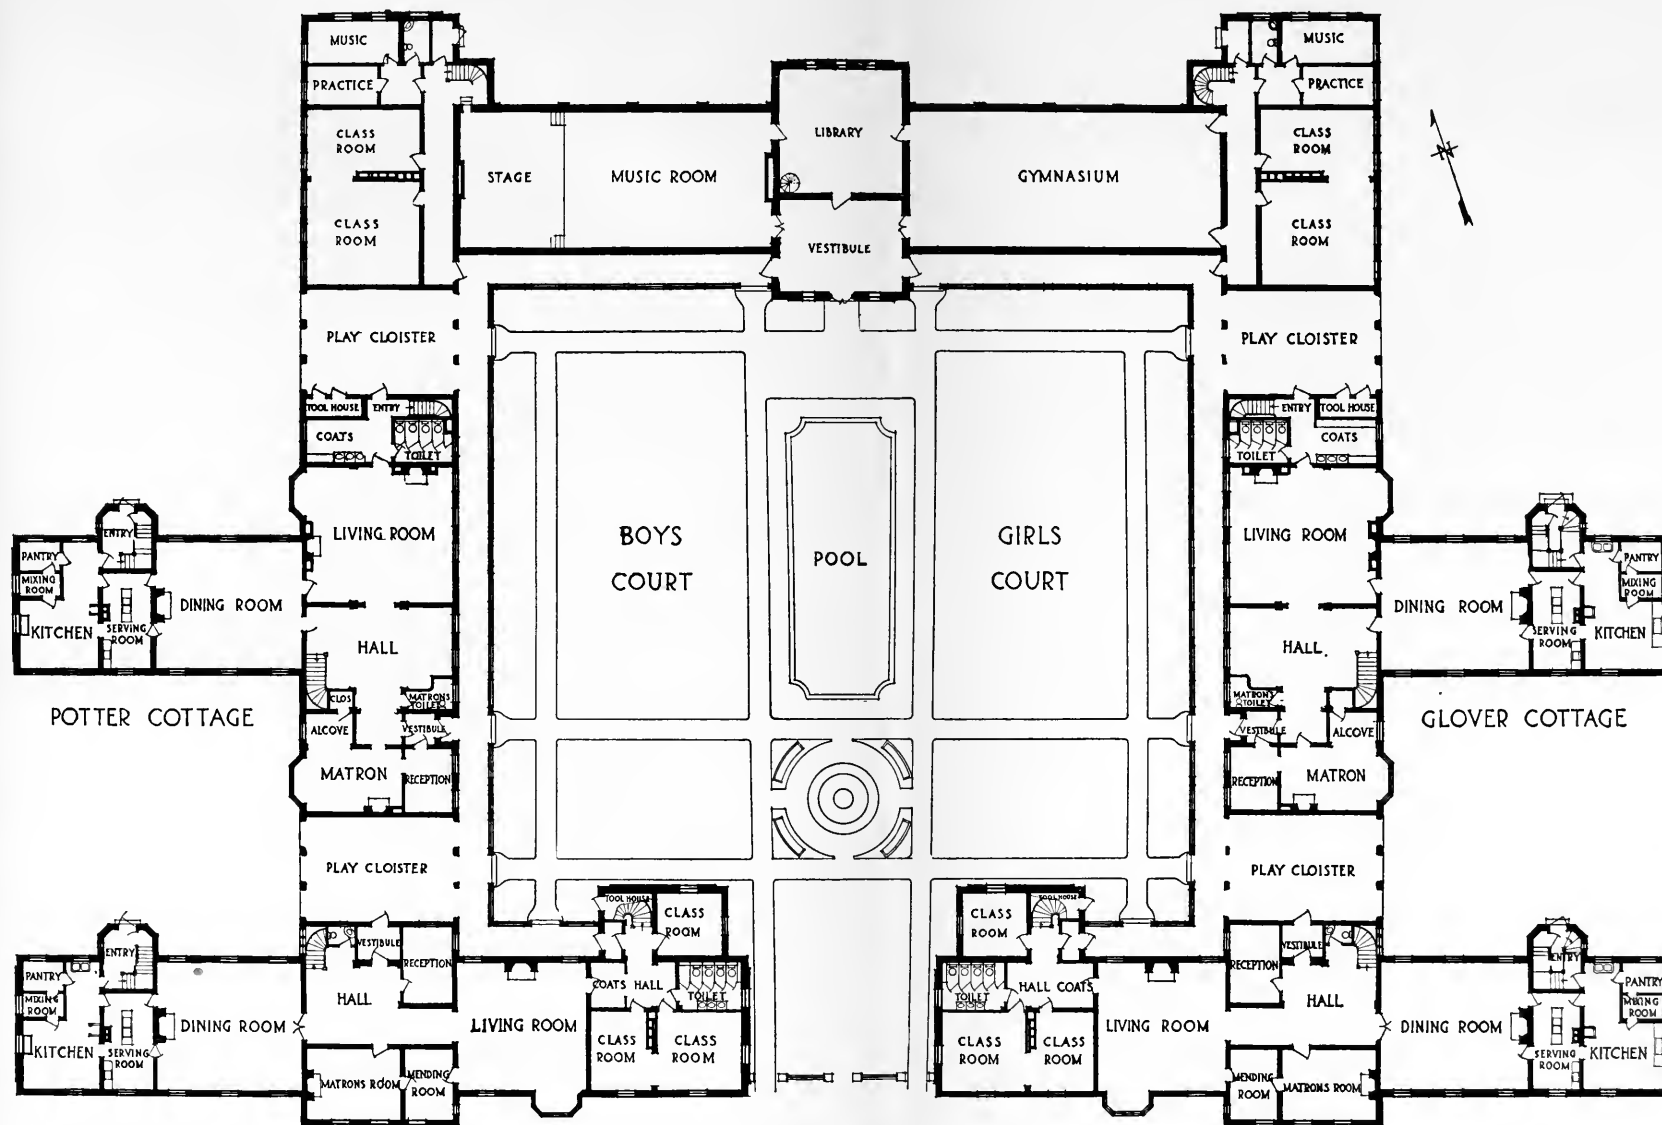 MUSIC
PRACTICE
CLASS
ROOM
CLASS
ROOM
STAGE
MUSIC ROOM
LIBRARY
VESTIBULE
GYMNASIUM
MUSIC
PRACTICE
CLASS
ROOM
CLASS
ROOM
N
PLAY CLOISTER
PLAY CLOISTER
TOOL HOUSE
ENTRY
COATS
TOILET
ENTRY
TOOL HOUSE
TOILET
COATS
LIVING ROOM
BOYS
COURT
POOL
GIRLS
COURT
LIVING ROOM
ENTRY
PANTRY
MIXING
ROOM
KITCHEN
SERVING
ROOM
DINING ROOM
HALL
HALL
DINING ROOM
SERVING
ROOM
PANTRY
MIXING
ROOM
KITCHEN
POTTER COTTAGE
CLOS
MATRONS
TOILET
ALCOVE
VESTIBULE
MATRON
RECEPTION
MATRONS
TOILET
VESTIBULE
ALCOVE
RECEPTION
MATRON
GLOVER COTTAGE
PLAY CLOISTER
PLAY CLOISTER
ENTRY
PANTRY
MIXING
ROOM
KITCHEN
SERVING
ROOM
DINING ROOM
VESTIBULE
RECEPTION
HALL
MATRONS ROOM
MENDING
ROOM
LIVING ROOM
TOOL HOUSE
CLASS
ROOM
COATS
HALL
TOILET
CLASS
ROOM
CLASS
ROOM
CLASS
ROOM
TOOL HOUSE
TOILET
HALL
COATS
CLASS
ROOM
CLASS
ROOM
LIVING ROOM
RECEPTION
VESTIBULE
HALL
MENDING
ROOM
MATRONS ROOM
DINING ROOM
ENTRY
SERVING
ROOM
PANTRY
MIXING
ROOM
KITCHEN